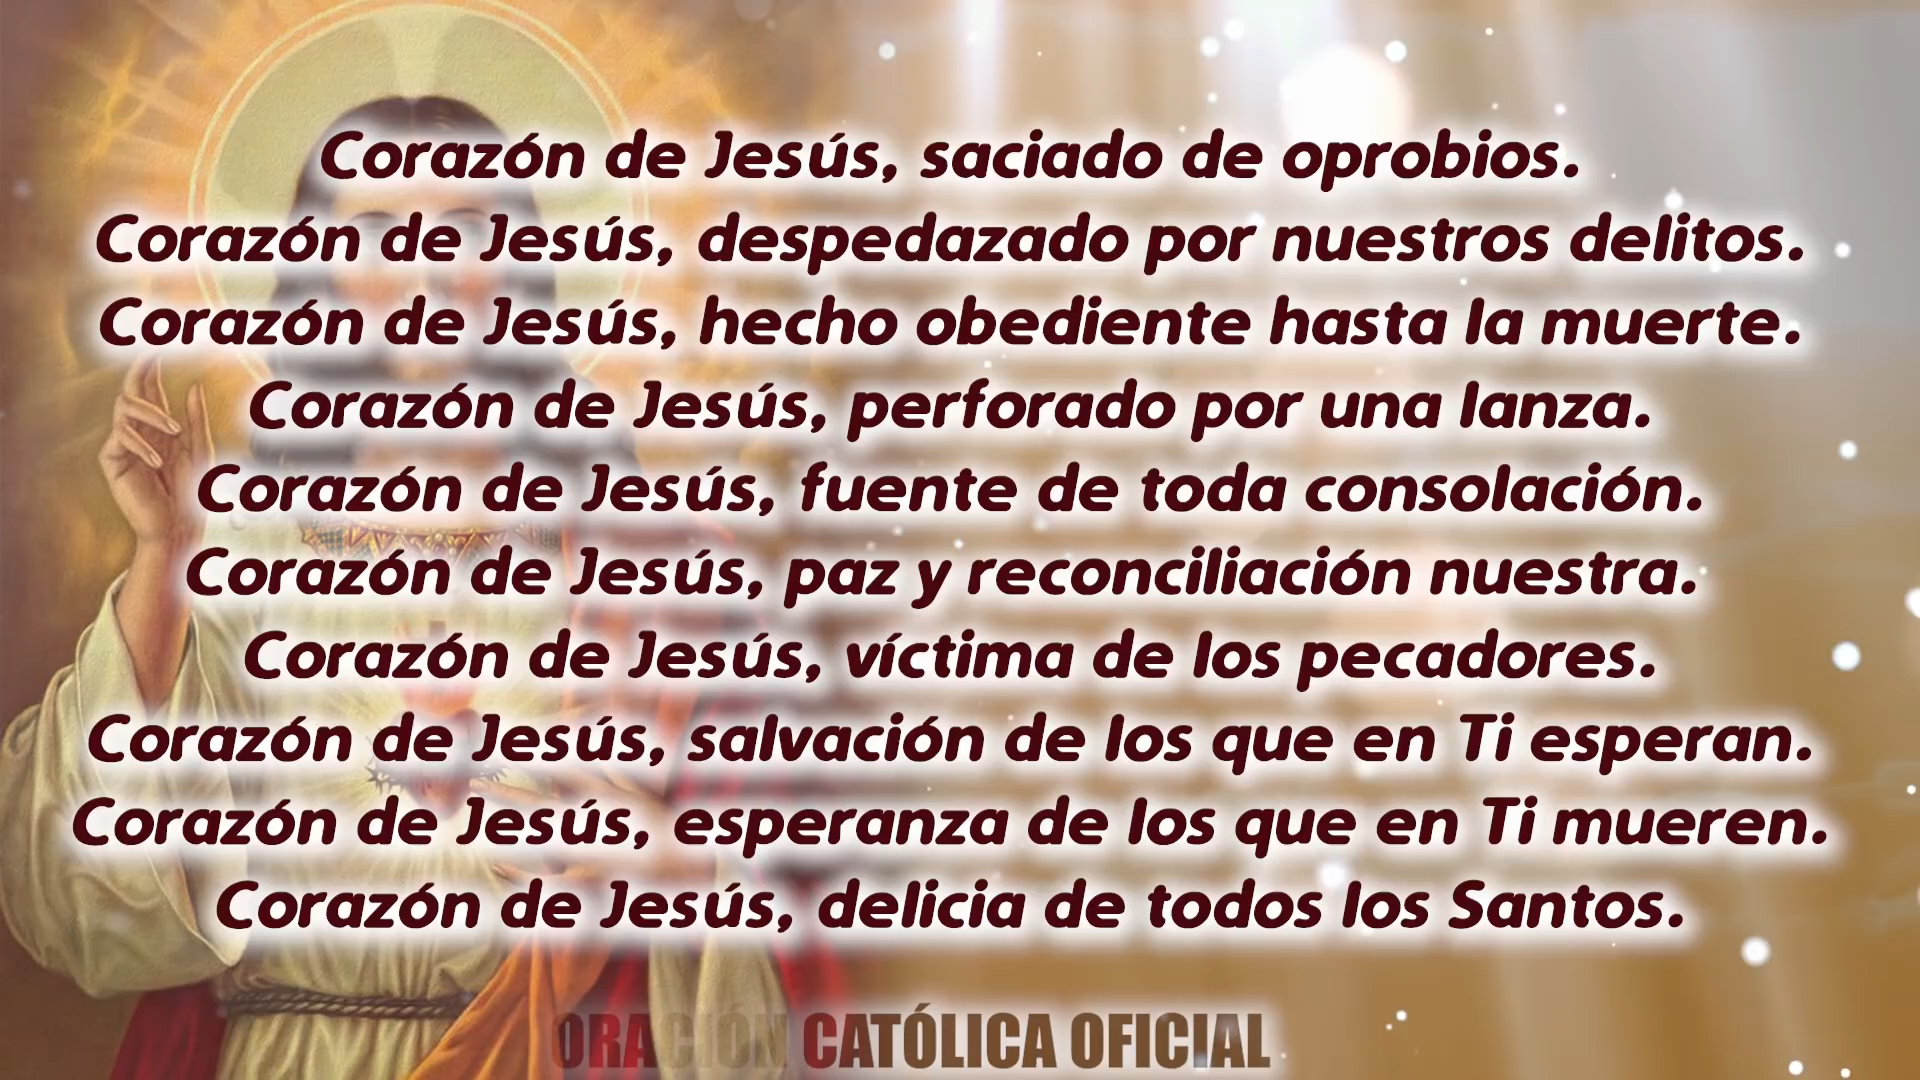 Corazón de Jesús, saciado de oprobios.
Corazón de Jesús, despedazado por nuestros delitos.
Corazón de Jesús, hecho obediente hasta la muerte.
Corazón de Jesús, perforado por una lanza.
Corazón de Jesús, fuente de toda consolación.
Corazón de Jesús, paz y reconciliación nuestra.
Corazón de Jesús, víctima de los pecadores.
Corazón de Jesús, salvación de los que en Ti esperan.
Corazón de Jesús, esperanza de los que en Ti mueren.
Corazón de Jesús, delicia de todos los Santos.
ORACIÓN CATÓLICA OFICIAL